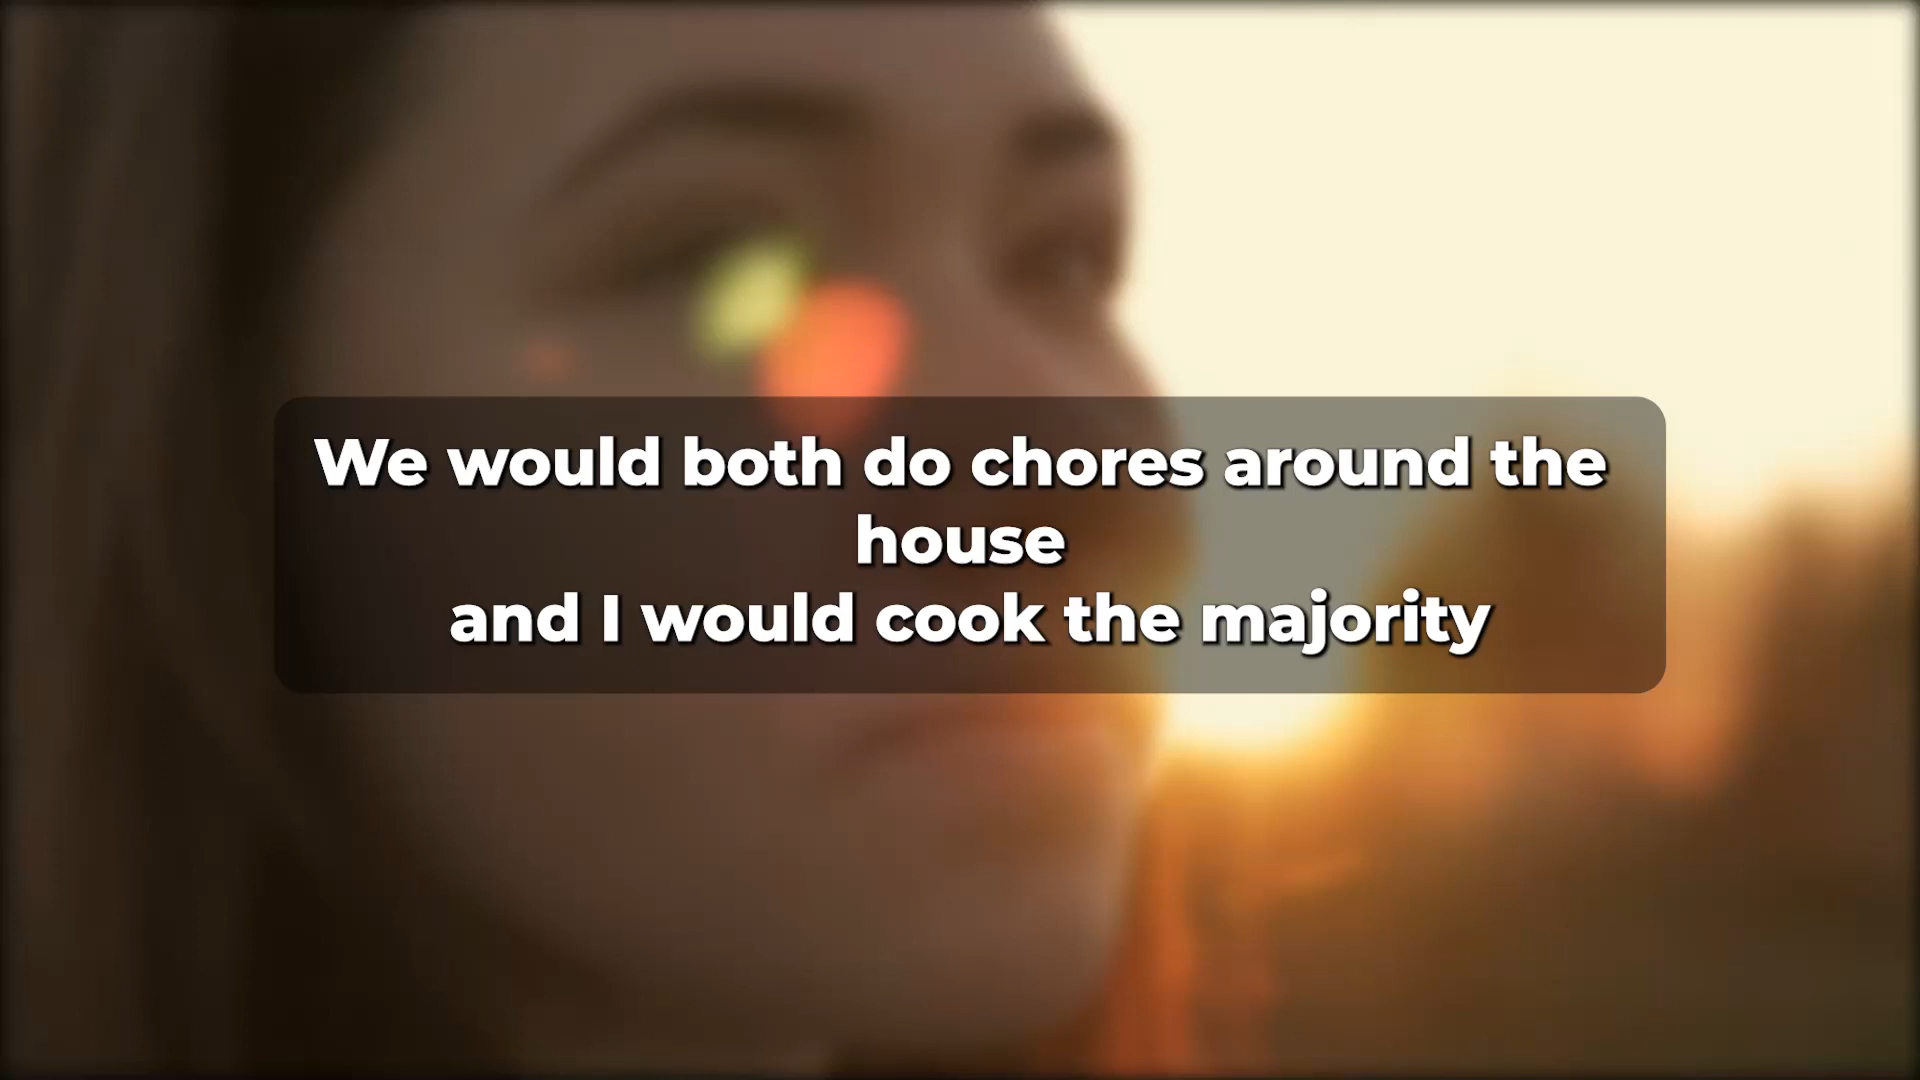 We would both do chores around the
house
and I would cook the majority